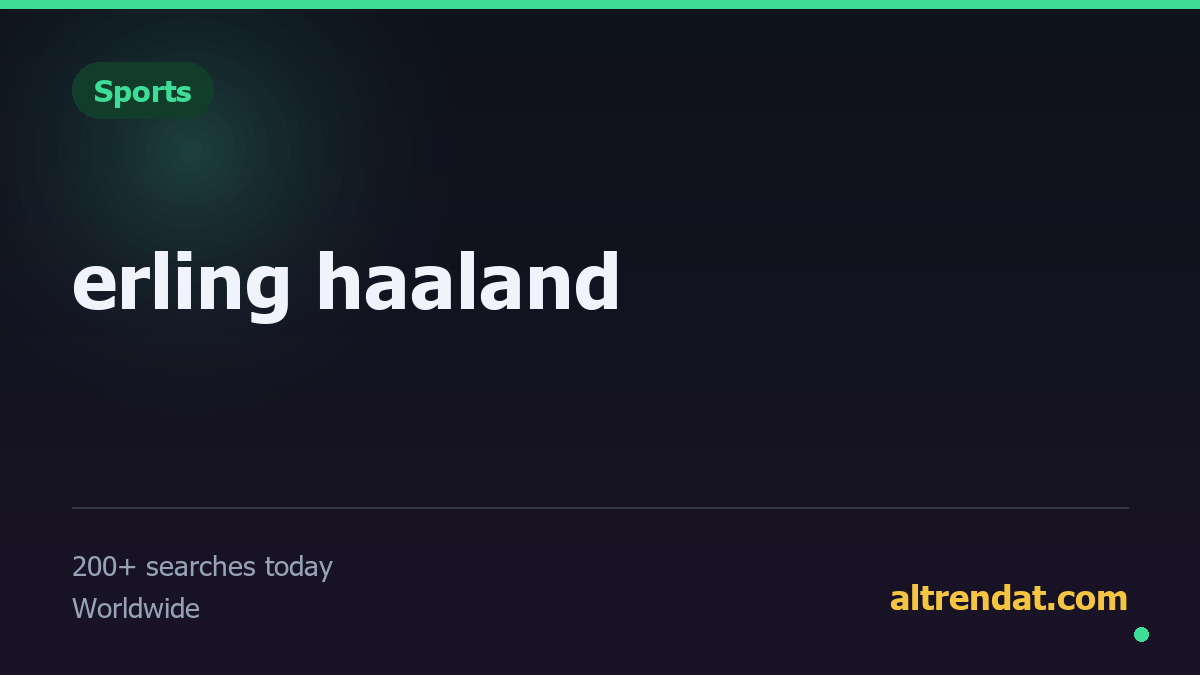 Sports
erling haaland
200+ searches today
Worldwide
altrendat.com